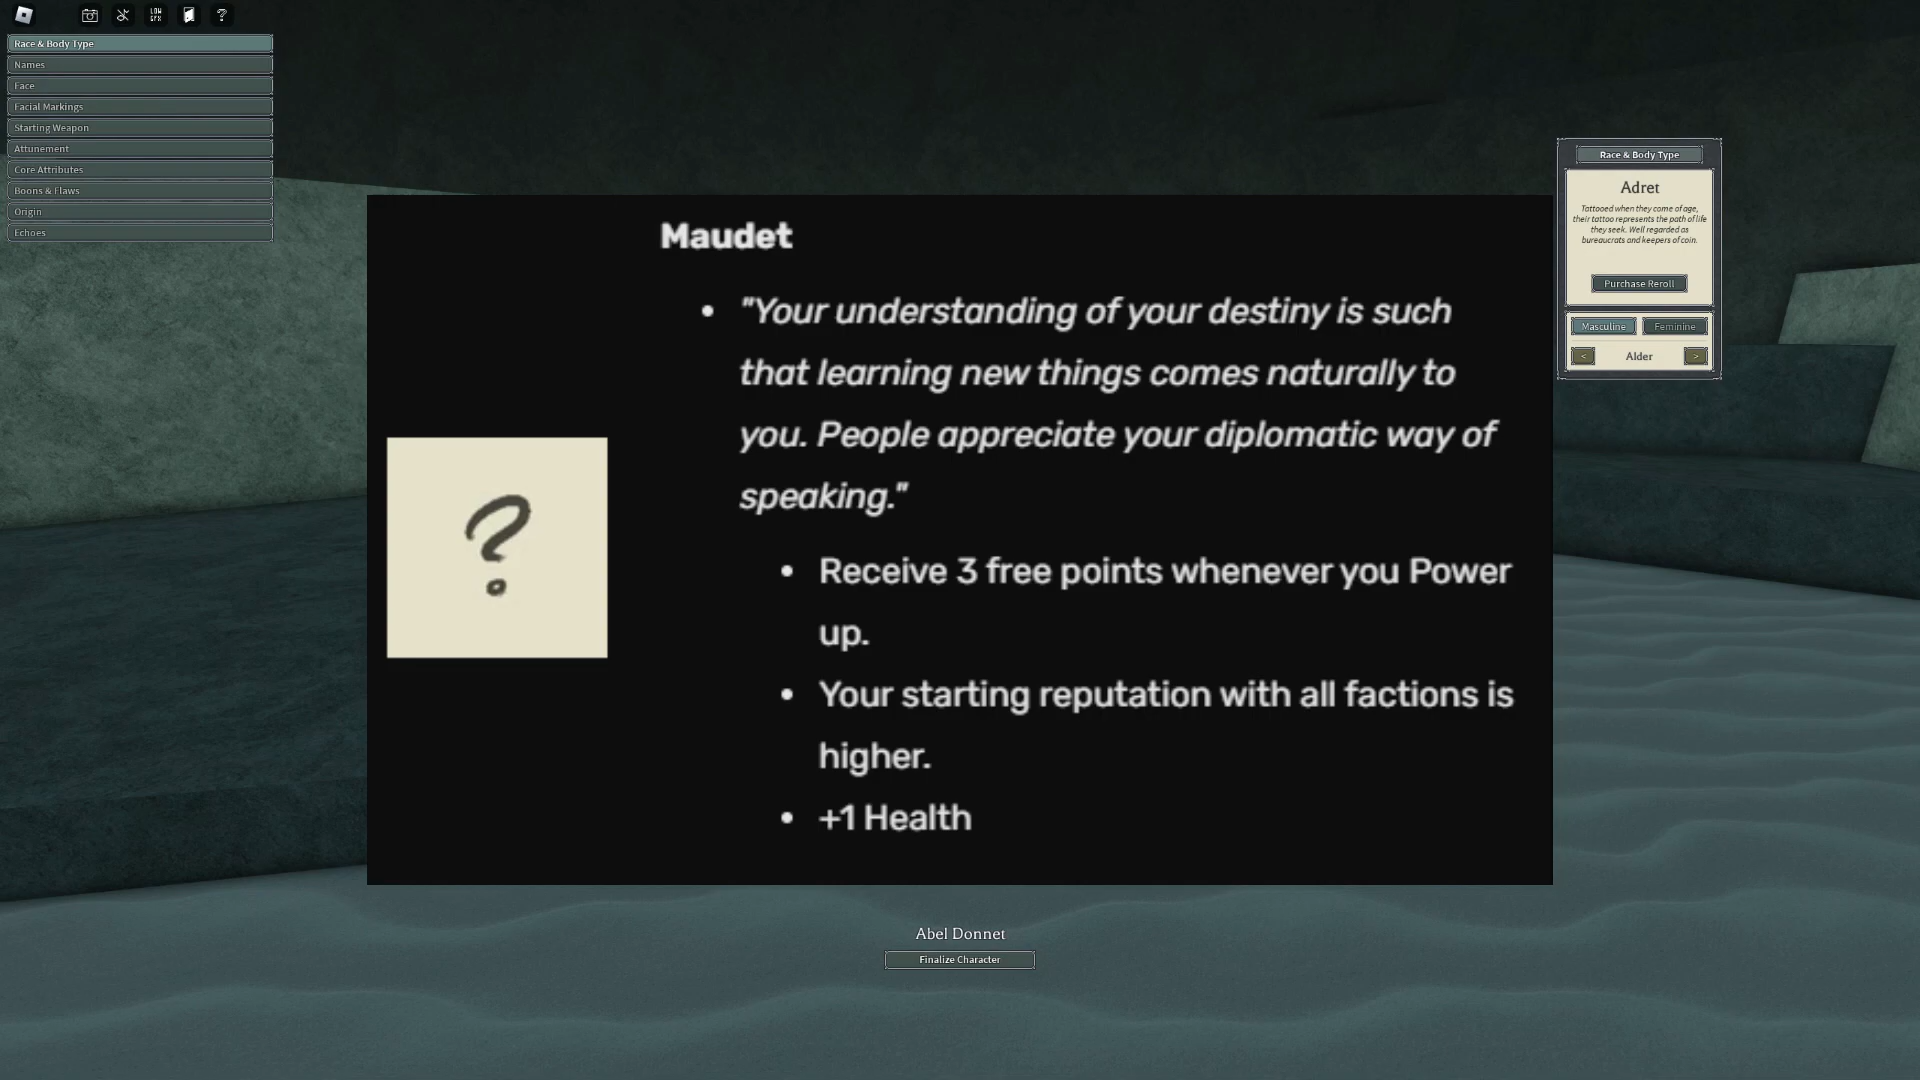 LOW
GFX
?
Race & Body Type
Names
Face
Facial Markings
Starting Weapon
Attunement
Core Attributes
Boons & Flaws
Origin
Echoes
Maudet
"Your understanding of your destiny is such
that learning new things comes naturally to
you. People appreciate your diplomatic way of
speaking."
Receive 3 free points whenever you Power
up.
Your starting reputation with all factions is
higher.
+1 Health
?
Race & Body Type
Adret
Tattooed when they come of age,
their tattoo represents the path of life
they seek. Well regarded as
bureaucrats and keepers of coin.
Purchase Reroll
Masculine Feminine
< Alder >
Abel Donnet
Finalize Character